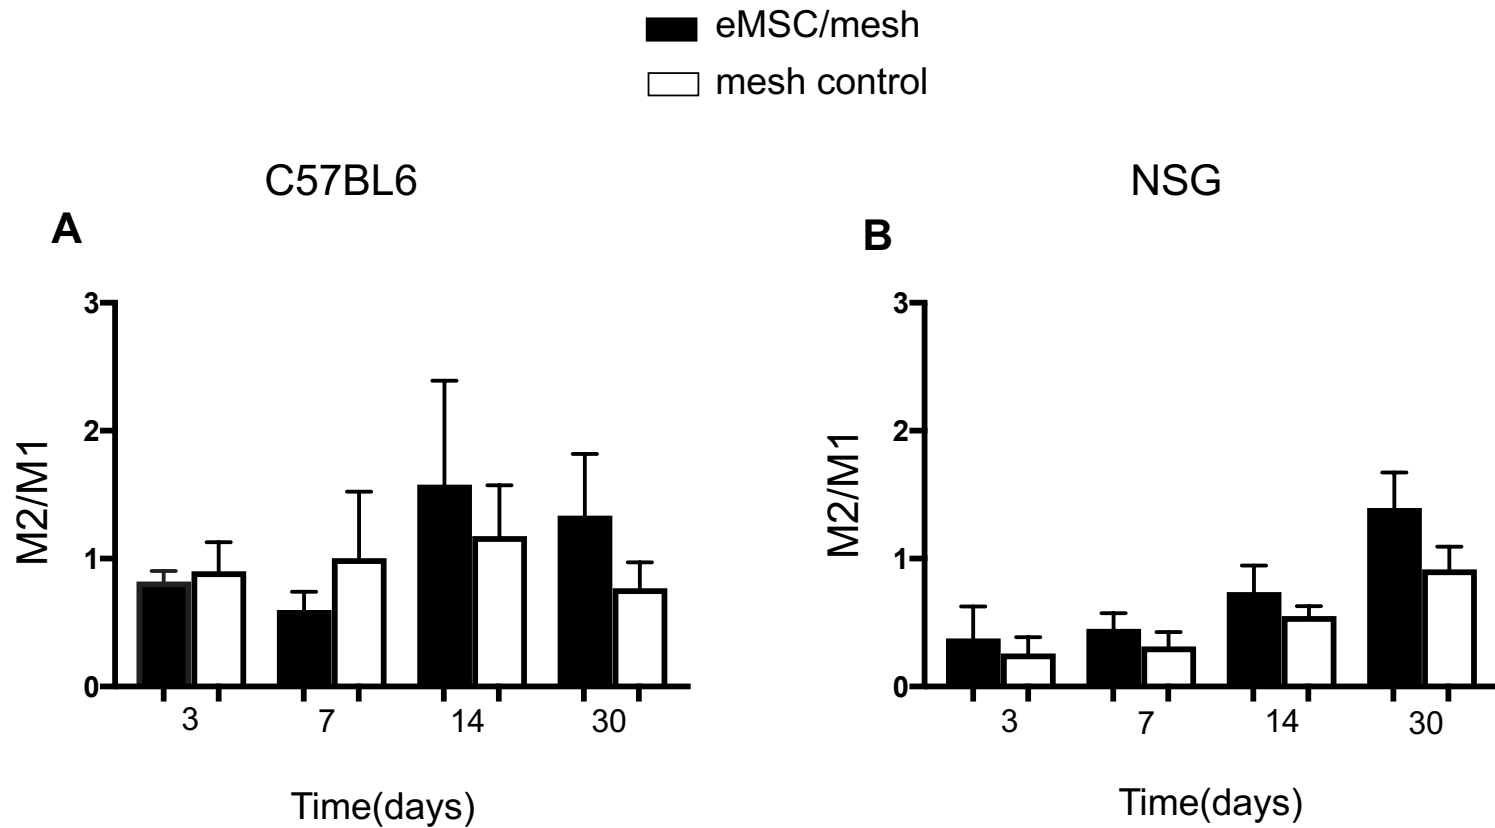 eMSC/mesh
mesh control
C57BL6
NSG
A
B
3
2
1
0
M2/M1
3 7 14 30
Time(days)
3
2
1
0
M2/M1
3 7 14 30
Time(days)